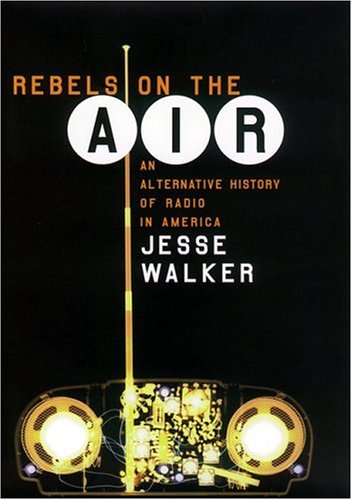 REBELS ON THE
AIR
AN
ALTERNATIVE HISTORY
OF RADIO
IN AMERICA
JESSE
WALKER